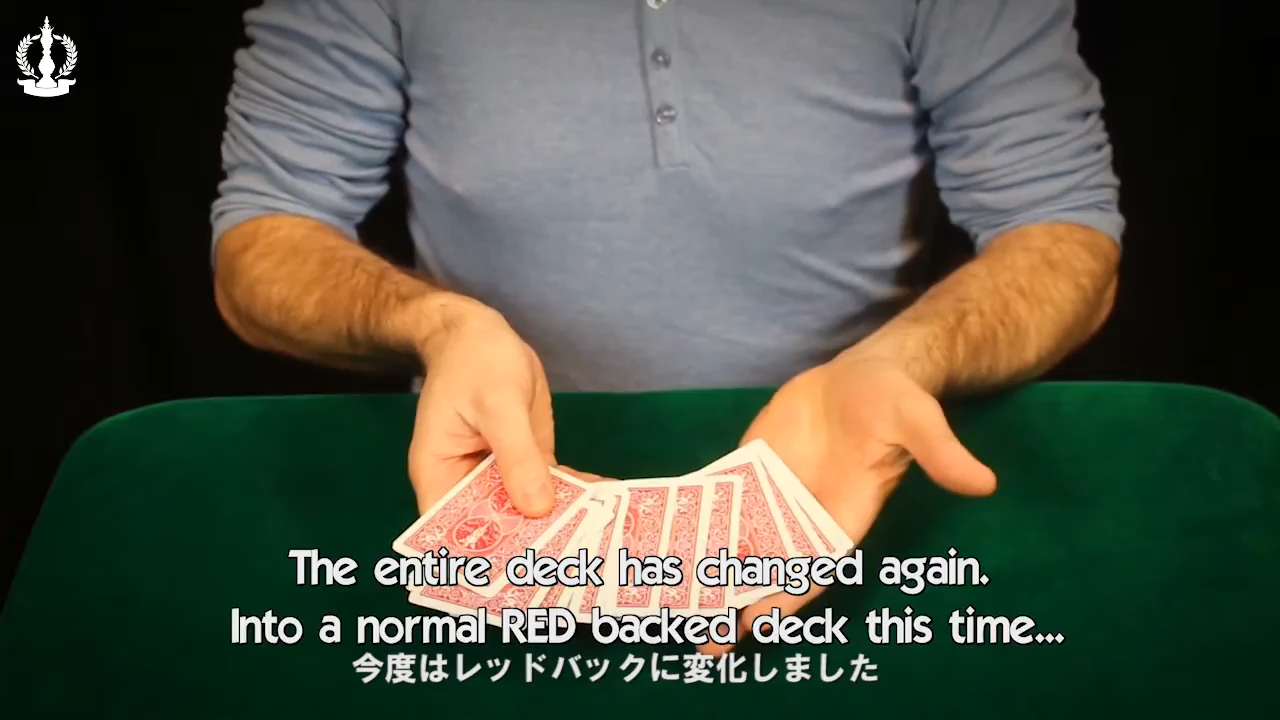 The entire deck has changed again.
Into a normal RED backed deck this time...
今度はレッドバックに変化しました